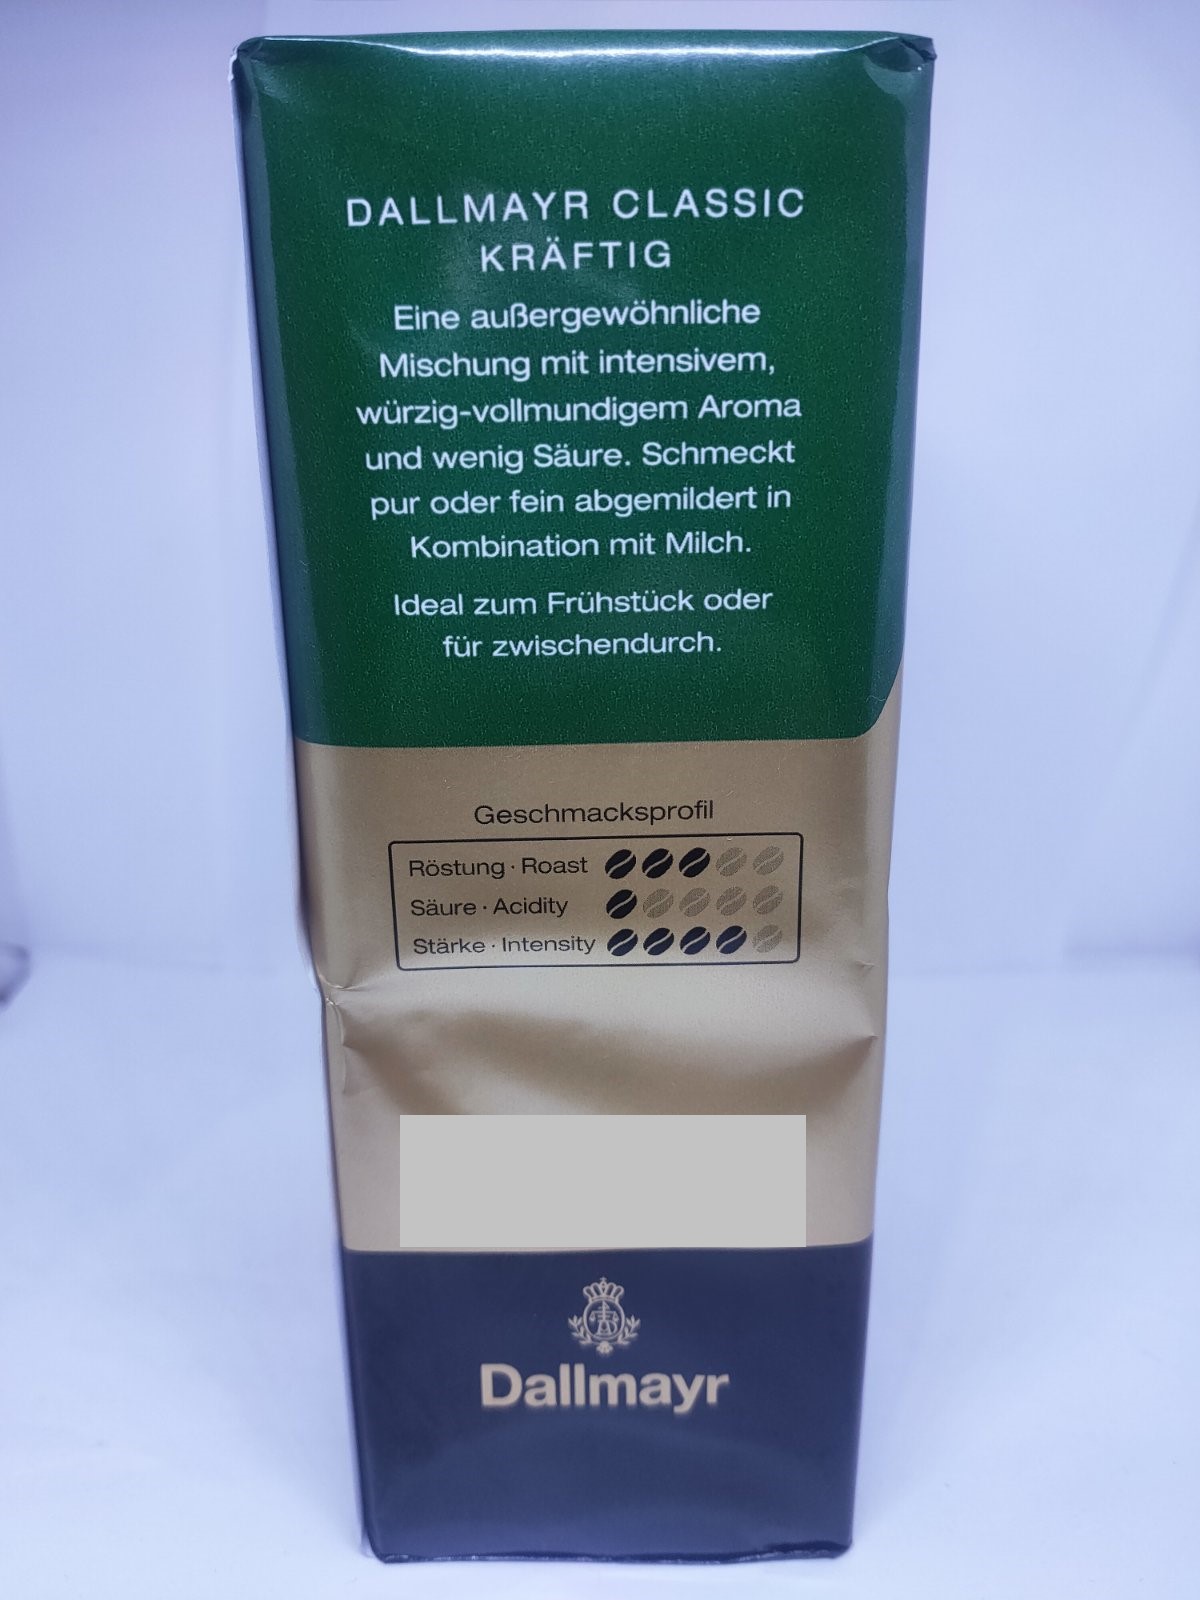 DALLMAYR CLASSIC
KRÄFTIG
Eine außergewöhnliche
Mischung mit intensivem,
würzig-vollmundigem Aroma
und wenig Säure. Schmeckt
pur oder fein abgemildert in
Kombination mit Milch.
Ideal zum Frühstück oder
für zwischendurch.
Geschmacksprofil
Röstung · Roast
Säure · Acidity
Stärke · Intensity
Dallmayr